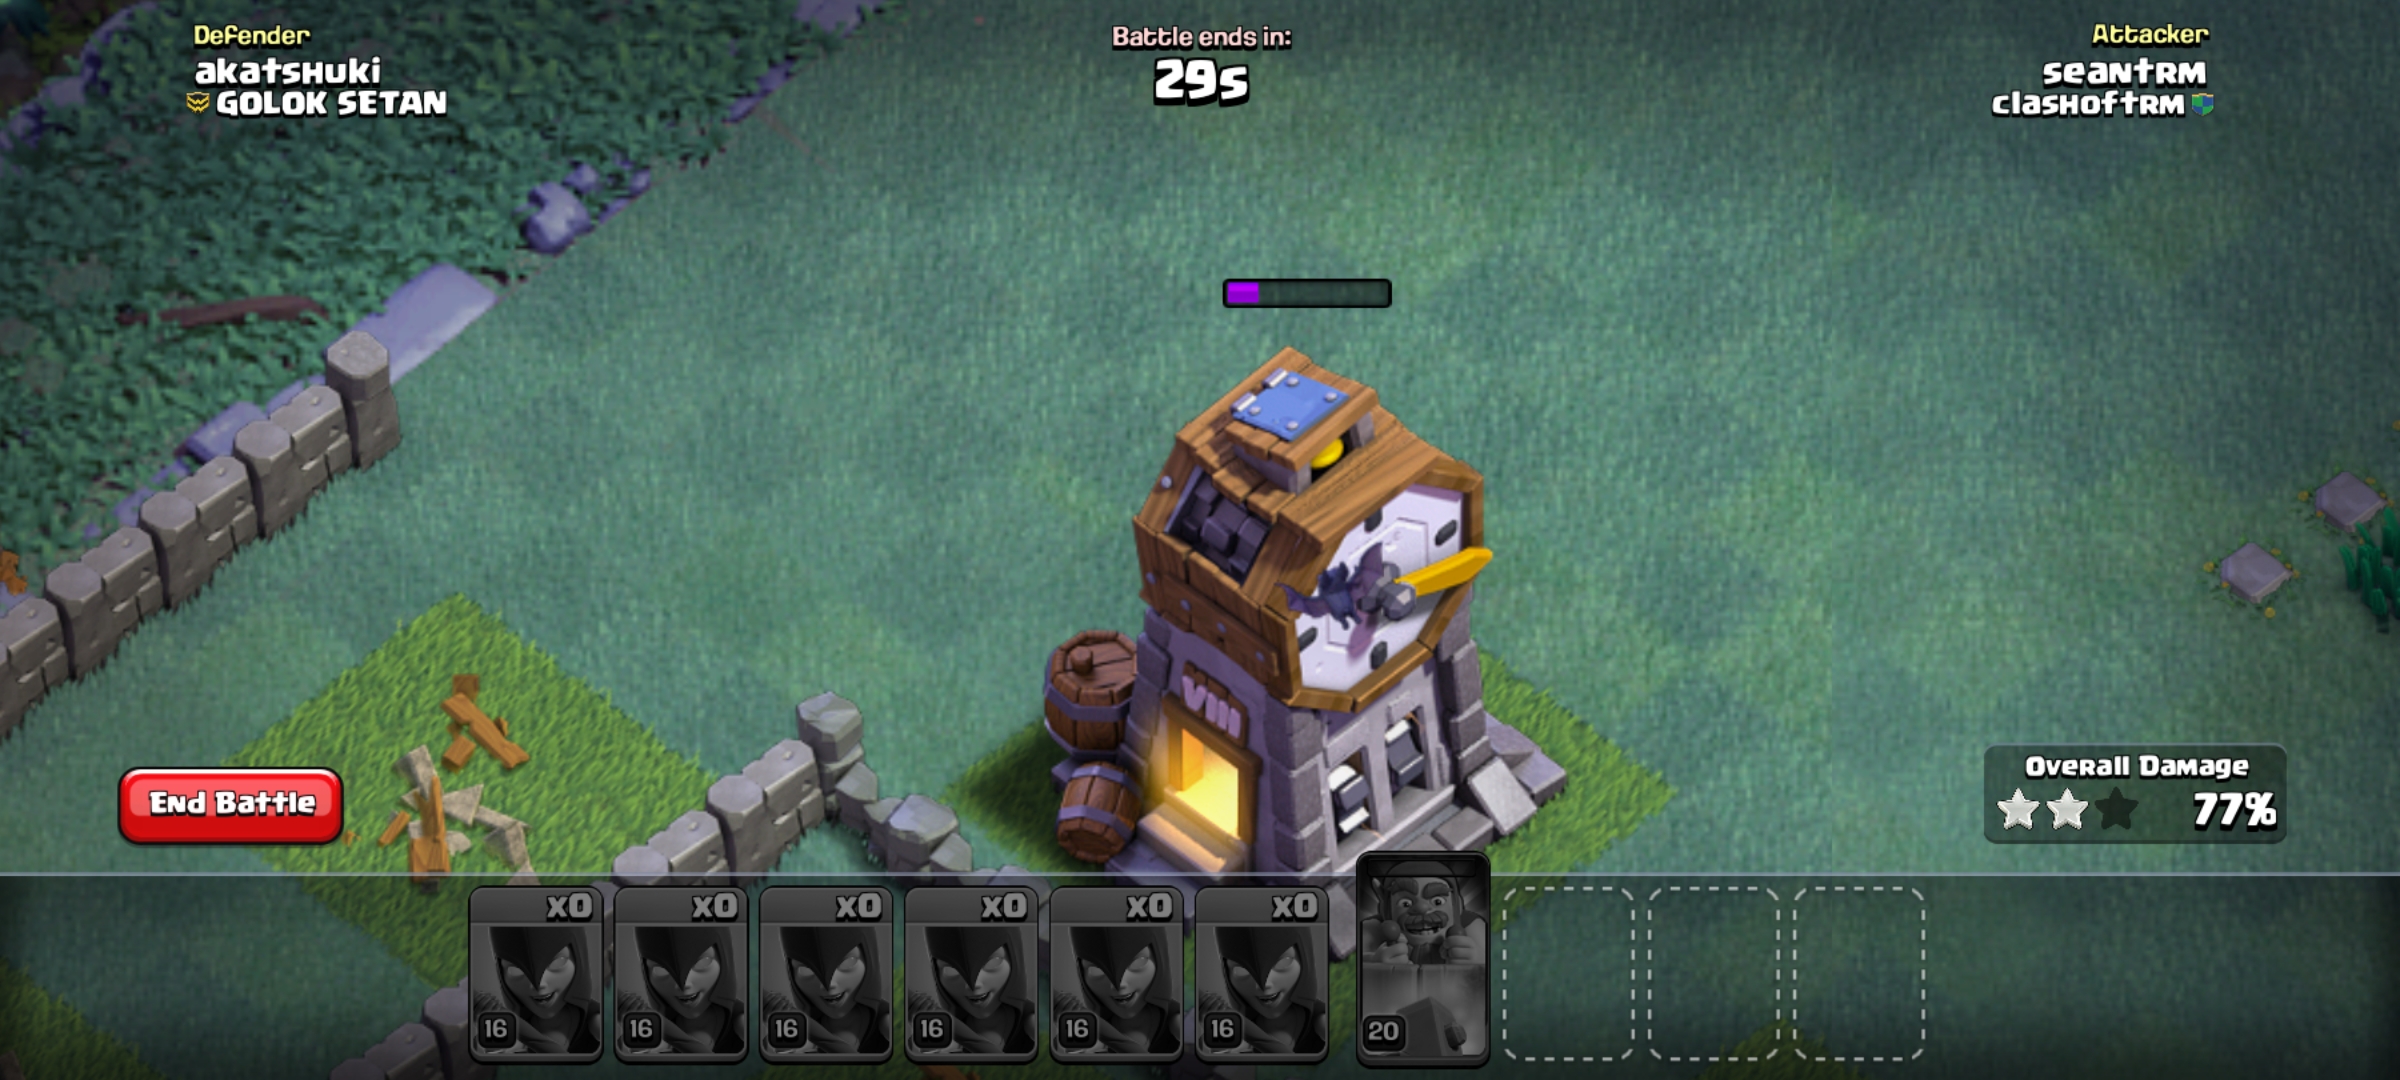 Defender
akatsHuki
GOLOK SETAN
Battle ends in:
29s
Attacker
seantRM
clasHoftRM
VIII
End Battle
Overall Damage
77%
x0
x0
x0
x0
x0
x0
16
16
16
16
16
16
20